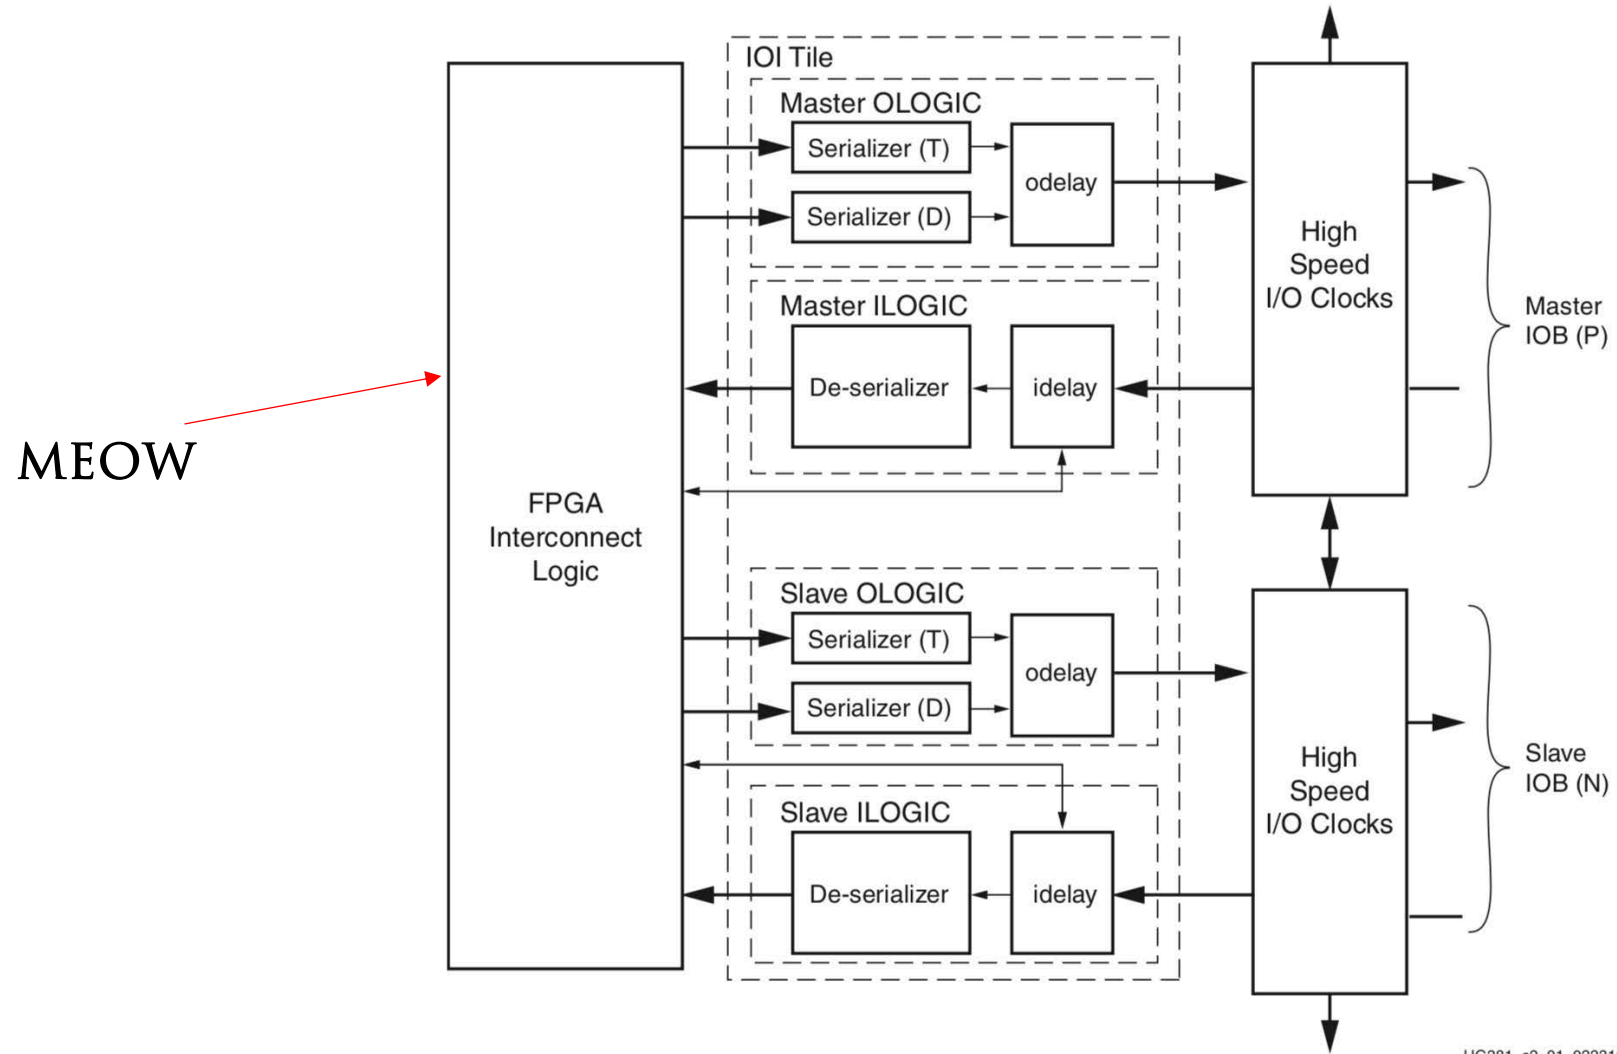 IOI Tile
Master OLOGIC
Serializer (T)
odelay
Serializer (D)
High
Speed
I/O Clocks
Master ILOGIC
De-serializer
idelay
Master
IOB (P)
MEOW
FPGA
Interconnect
Logic
Slave OLOGIC
Serializer (T)
odelay
Serializer (D)
High
Speed
I/O Clocks
Slave ILOGIC
De-serializer
idelay
Slave
IOB (N)